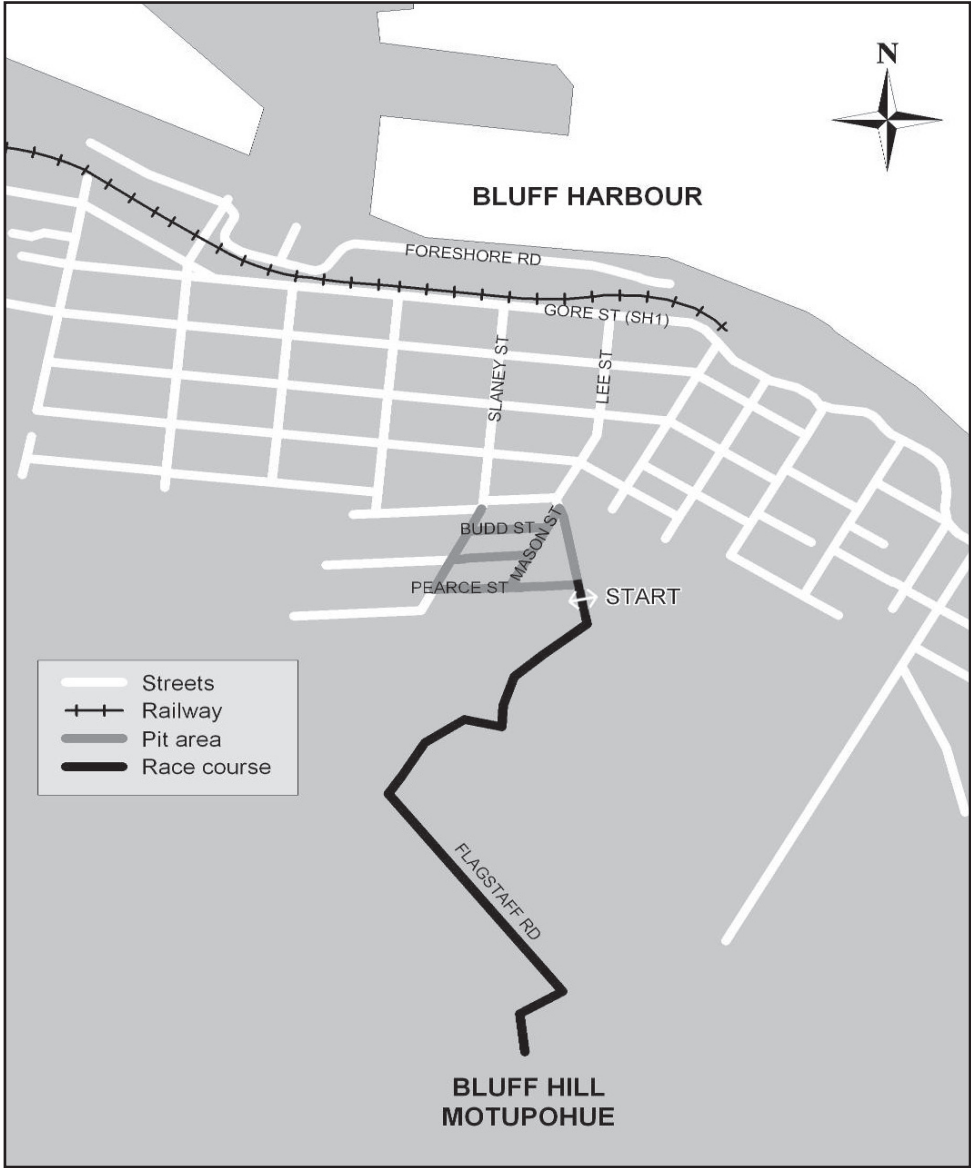 N
BLUFF HARBOUR
FORESHORE RD
GORE ST (SH1)
SLANEY ST
LEE ST
BUDD ST
MASON ST
PEARCE ST
START
Streets
Railway
Pit area
Race course
FLAGSTAFF RD
BLUFF HILL
MOTUPOHUE